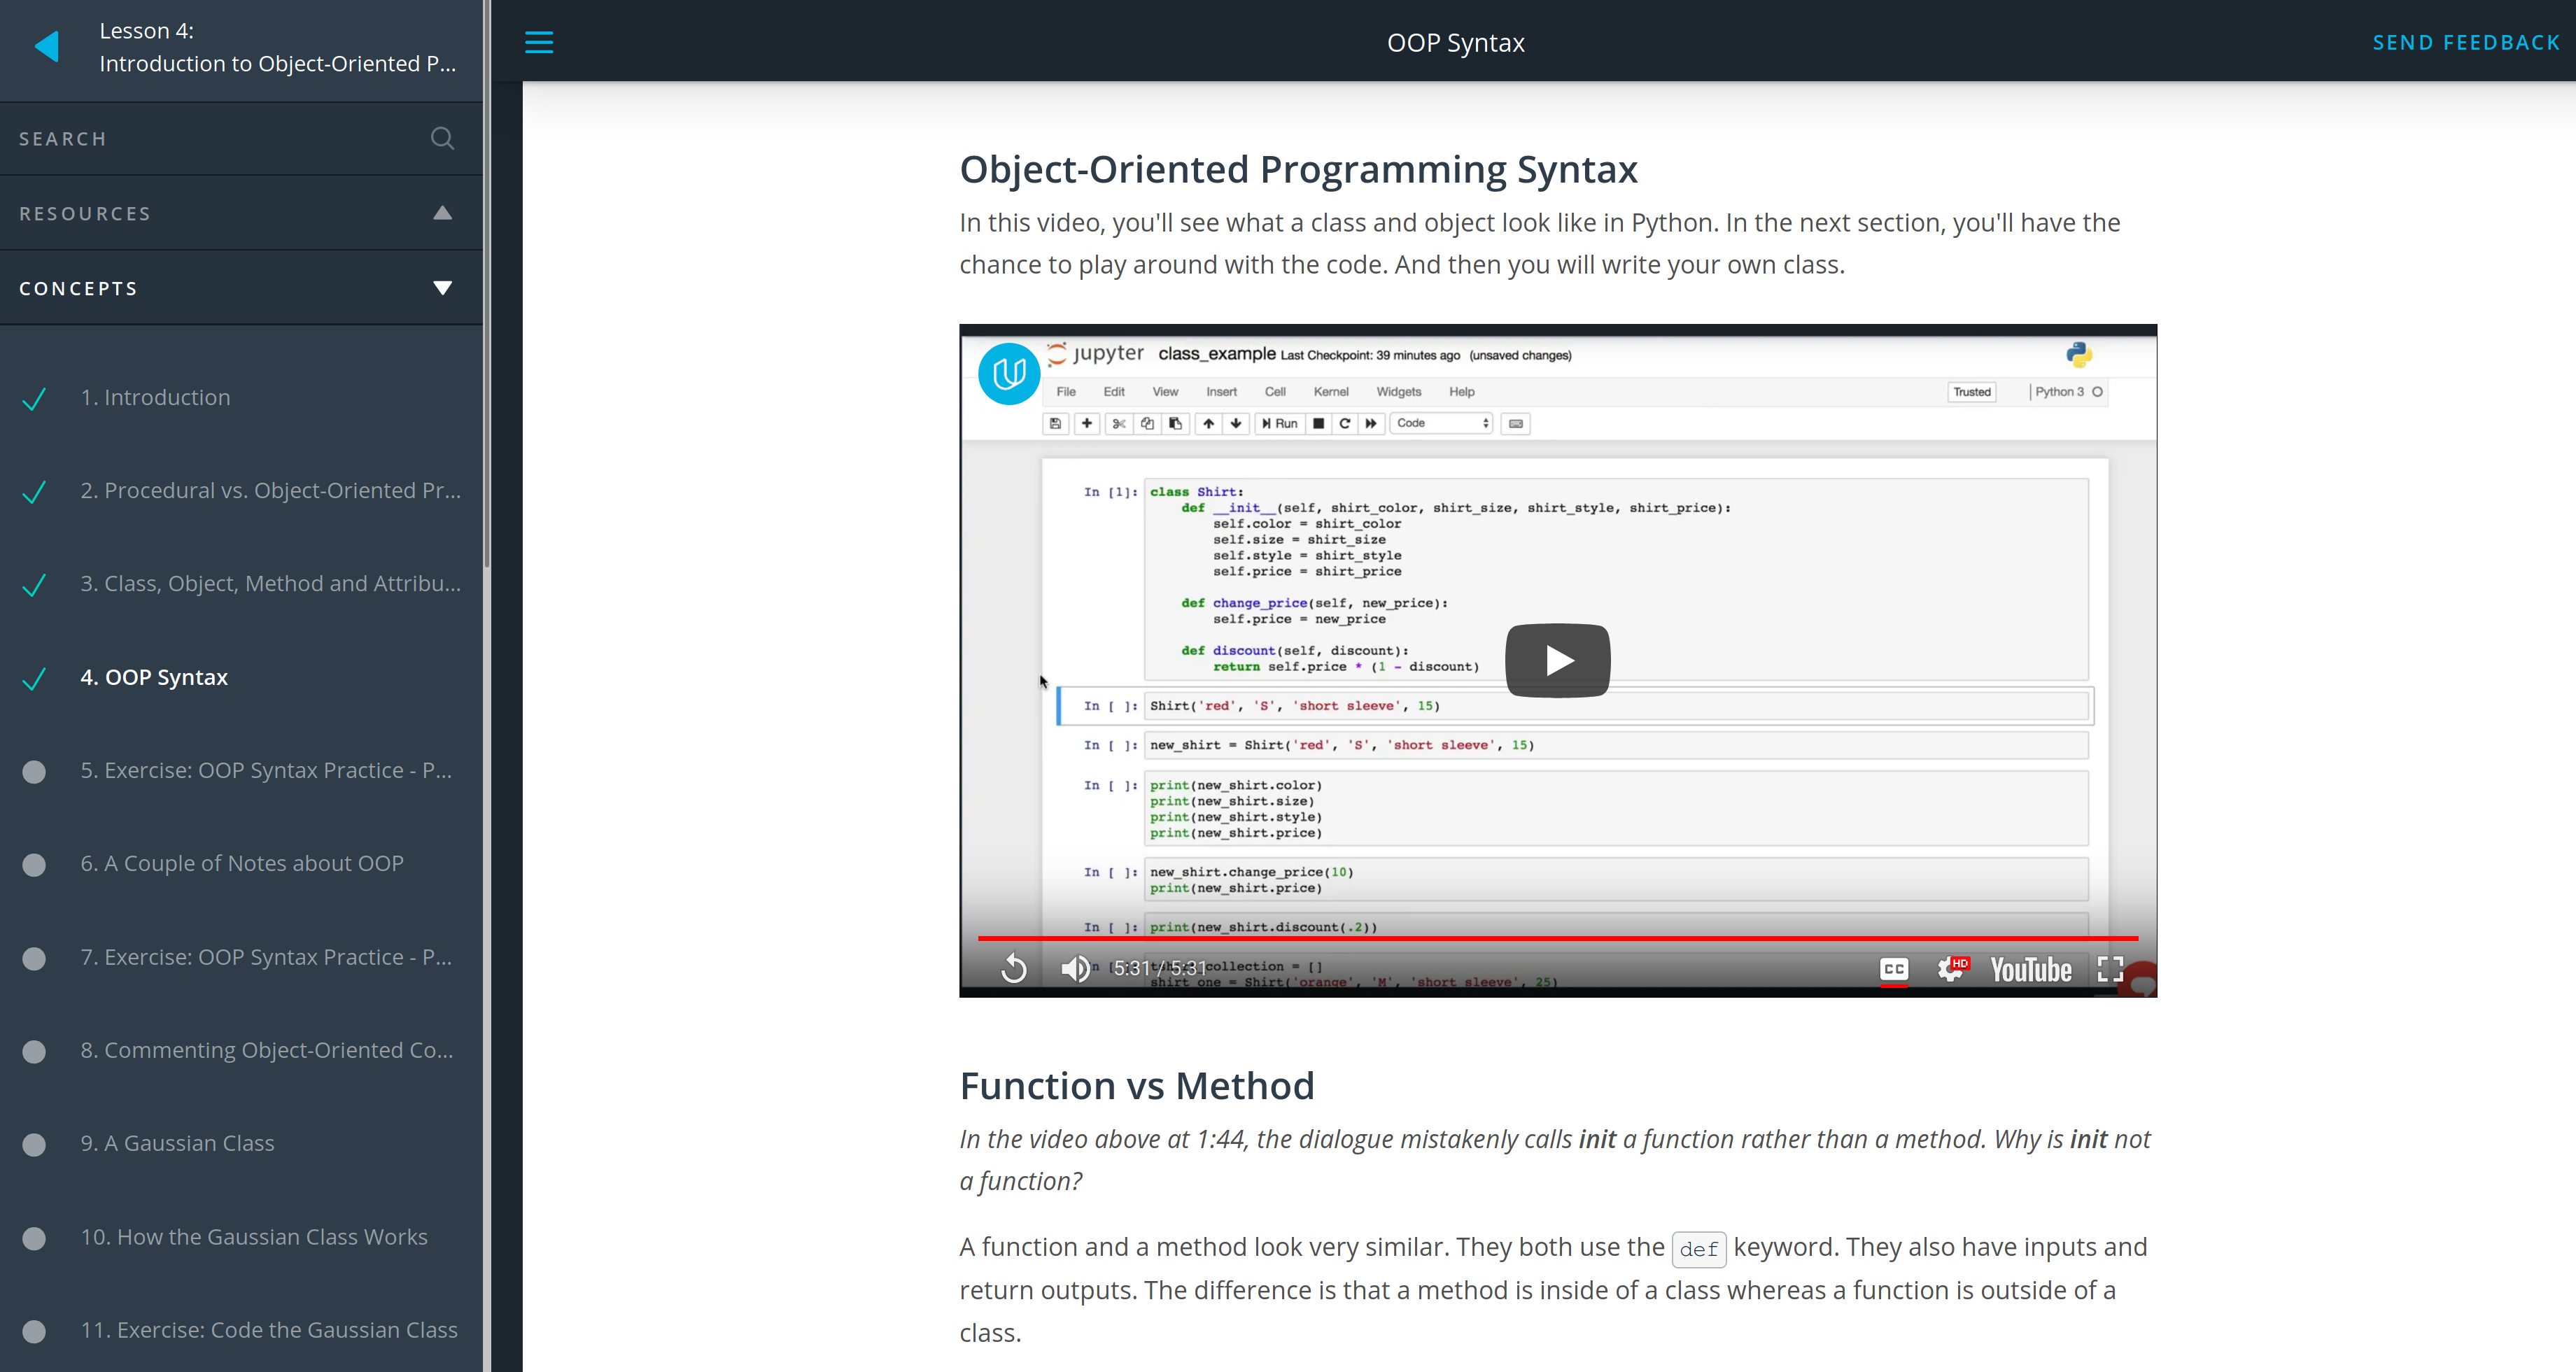 Lesson 4:
Introduction to Object-Oriented P...
SEARCH
RESOURCES
CONCEPTS
1. Introduction
2. Procedural vs. Object-Oriented Pr...
3. Class, Object, Method and Attribu...
4. OOP Syntax
5. Exercise: OOP Syntax Practice - P...
6. A Couple of Notes about OOP
7. Exercise: OOP Syntax Practice - P...
8. Commenting Object-Oriented Co...
9. A Gaussian Class
10. How the Gaussian Class Works
11. Exercise: Code the Gaussian Class
OOP Syntax
SEND FEEDBACK
Object-Oriented Programming Syntax
In this video, you'll see what a class and object look like in Python. In the next section, you'll have the
chance to play around with the code. And then you will write your own class.
jupyter class_example Last Checkpoint: 39 minutes ago (unsaved changes)
File Edit View Insert Cell Kernel Widgets Help Trusted Python 3
Run Code
In [1]: class Shirt:
def __init__(self, shirt_color, shirt_size, shirt_style, shirt_price):
self.color = shirt_color
self.size = shirt_size
self.style = shirt_style
self.price = shirt_price
def change_price(self, new_price):
self.price = new_price
def discount(self, discount):
return self.price * (1 - discount)
In [ ]: Shirt('red', 'S', 'short sleeve', 15)
In [ ]: new_shirt = Shirt('red', 'S', 'short sleeve', 15)
In [ ]: print(new_shirt.color)
print(new_shirt.size)
print(new_shirt.style)
print(new_shirt.price)
In [ ]: new_shirt.change_price(10)
print(new_shirt.price)
In [ ]: print(new_shirt.discount(.2))
collection = []
shirt_one = Shirt('orange', 'M', 'short sleeve', 25)
5:31 / 5:31 CC HD YouTube
Function vs Method
In the video above at 1:44, the dialogue mistakenly calls init a function rather than a method. Why is init not
a function?
A function and a method look very similar. They both use the def keyword. They also have inputs and
return outputs. The difference is that a method is inside of a class whereas a function is outside of a
class.